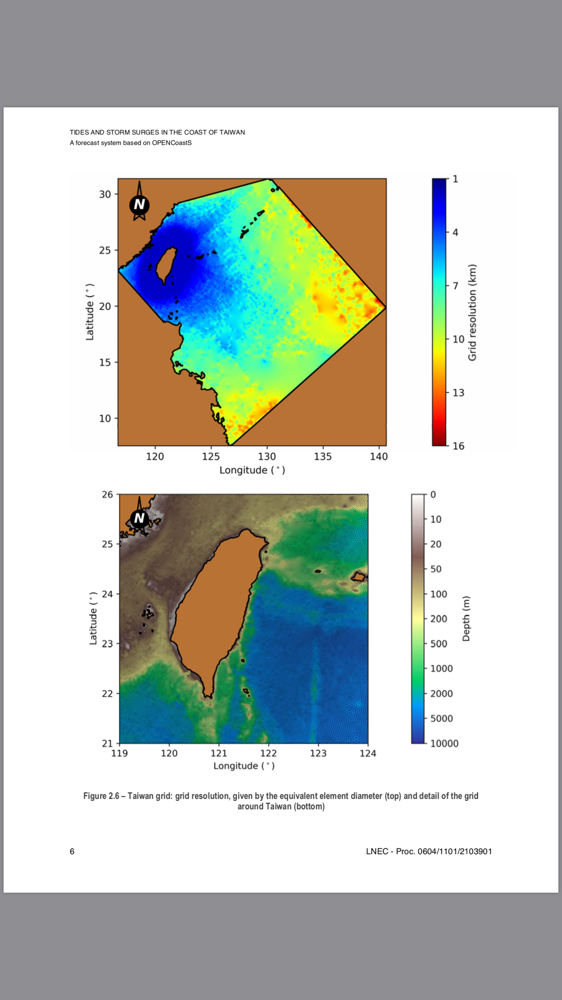 TIDES AND STORM SURGES IN THE COAST OF TAIWAN
A forecast system based on OPENCoastS
N
30
25
20
15
10
Latitude (°)
120 125 130 135 140
Longitude (°)
1
4
7
10
13
16
Grid resolution (km)
N
26
25
24
23
22
21
Latitude (°)
119 120 121 122 123 124
Longitude (°)
0
10
20
50
100
200
500
1000
2000
5000
10000
Depth (m)
Figure 2.6 – Taiwan grid: grid resolution, given by the equivalent element diameter (top) and detail of the grid
around Taiwan (bottom)
6 LNEC - Proc. 0604/1101/2103901